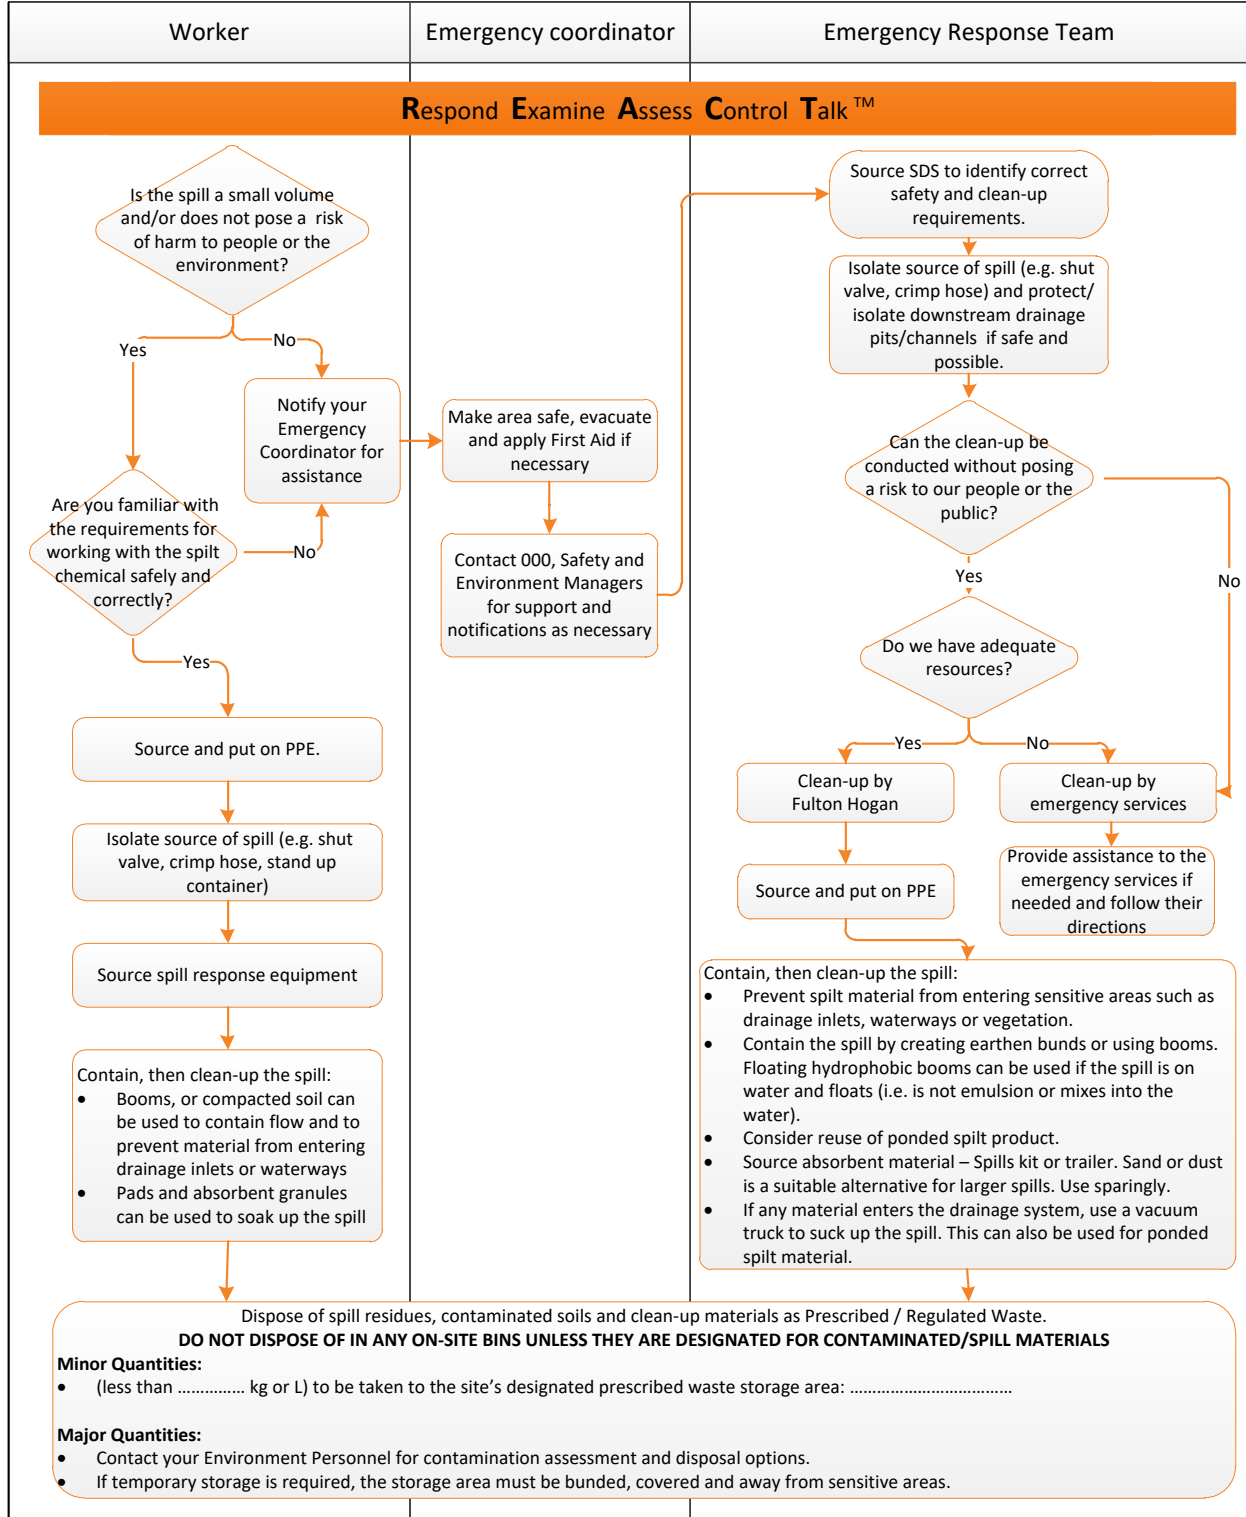 Worker
Emergency coordinator
Emergency Response Team
Respond Examine Assess Control Talk™
Is the spill a small volume
and/or does not pose a risk
of harm to people or the
environment?
Yes
No
Notify your
Emergency
Coordinator for
assistance
Are you familiar with
the requirements for
working with the spilt
chemical safely and
correctly?
No
Yes
Source and put on PPE.
Isolate source of spill (e.g. shut
valve, crimp hose, stand up
container)
Source spill response equipment
Contain, then clean-up the spill:
• Booms, or compacted soil can
be used to contain flow and to
prevent material from entering
drainage inlets or waterways
• Pads and absorbent granules
can be used to soak up the spill
Make area safe, evacuate
and apply First Aid if
necessary
Contact 000, Safety and
Environment Managers
for support and
notifications as necessary
Source SDS to identify correct
safety and clean-up
requirements.
Isolate source of spill (e.g. shut
valve, crimp hose) and protect/
isolate downstream drainage
pits/channels if safe and
possible.
Can the clean-up be
conducted without posing
a risk to our people or the
public?
Yes
No
Do we have adequate
resources?
Yes
No
Clean-up by
Fulton Hogan
Clean-up by
emergency services
Source and put on PPE
Provide assistance to the
emergency services if
needed and follow their
directions
Contain, then clean-up the spill:
• Prevent spilt material from entering sensitive areas such as
drainage inlets, waterways or vegetation.
• Contain the spill by creating earthen bunds or using booms.
Floating hydrophobic booms can be used if the spill is on
water and floats (i.e. is not emulsion or mixes into the
water).
• Consider reuse of ponded spilt product.
• Source absorbent material – Spills kit or trailer. Sand or dust
is a suitable alternative for larger spills. Use sparingly.
• If any material enters the drainage system, use a vacuum
truck to suck up the spill. This can also be used for ponded
spilt material.
Dispose of spill residues, contaminated soils and clean-up materials as Prescribed / Regulated Waste.
DO NOT DISPOSE OF IN ANY ON-SITE BINS UNLESS THEY ARE DESIGNATED FOR CONTAMINATED/SPILL MATERIALS
Minor Quantities:
• (less than …………… kg or L) to be taken to the site’s designated prescribed waste storage area: ………………………………
Major Quantities:
• Contact your Environment Personnel for contamination assessment and disposal options.
• If temporary storage is required, the storage area must be bunded, covered and away from sensitive areas.